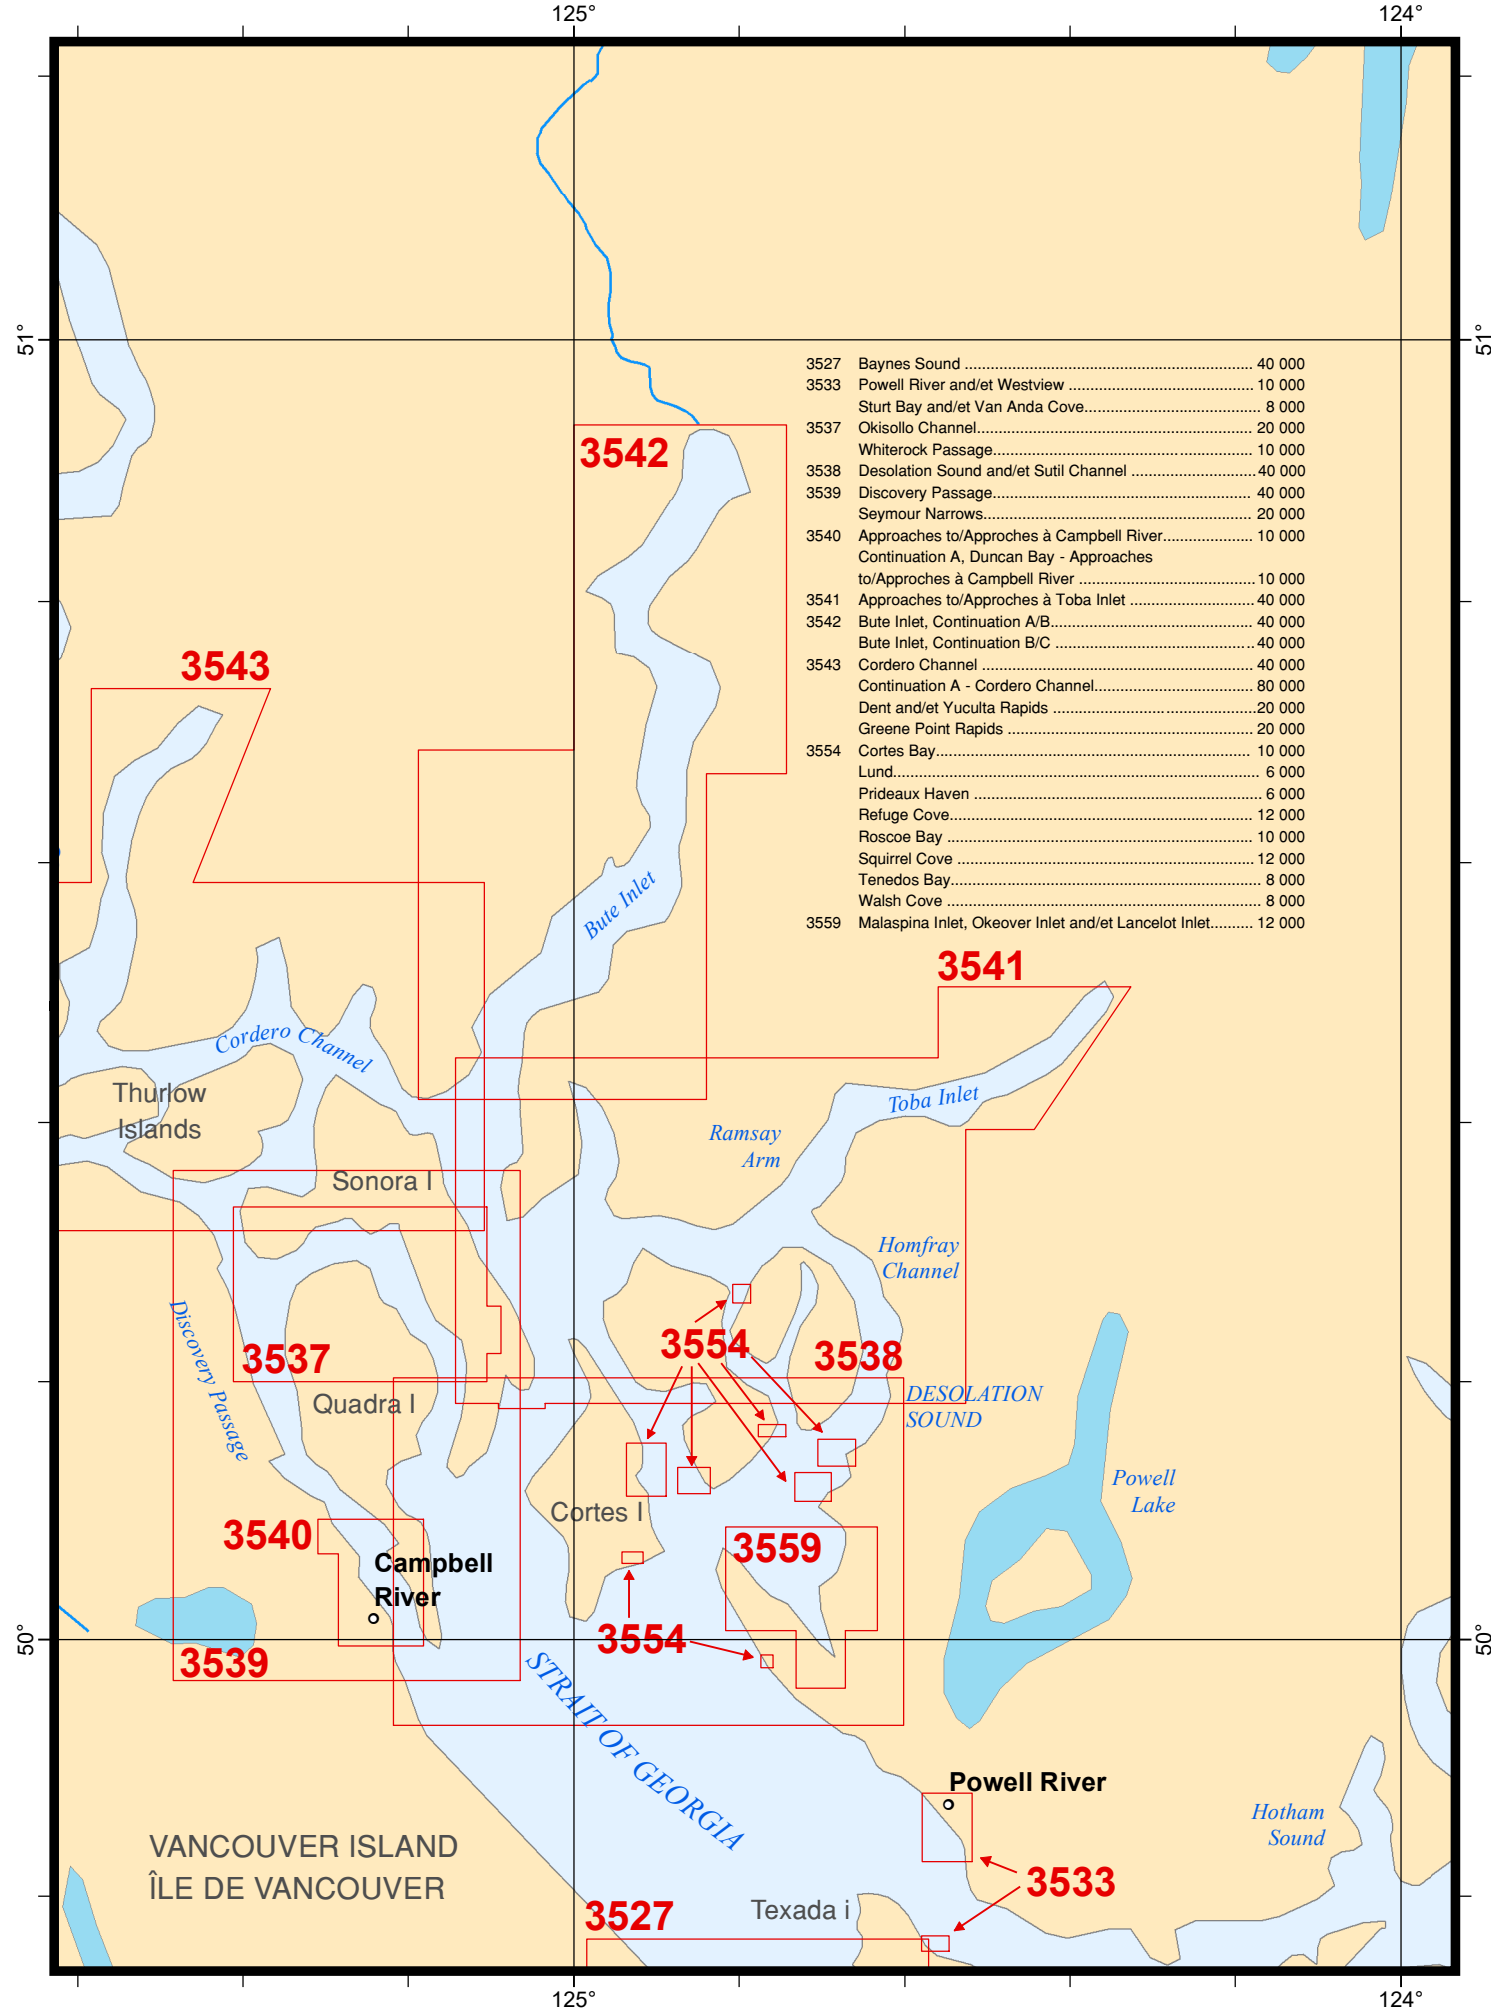 125°
124°
51°
51°
3527 Baynes Sound ........ 40 000
3533 Powell River and/et Westview ........ 10 000
Sturt Bay and/et Van Anda Cove........ 8 000
3537 Okisollo Channel........ 20 000
Whiterock Passage........ 10 000
3538 Desolation Sound and/et Sutil Channel ........ 40 000
3539 Discovery Passage........ 40 000
Seymour Narrows........ 20 000
3540 Approaches to/Approches à Campbell River........ 10 000
Continuation A, Duncan Bay - Approaches
to/Approches à Campbell River ........ 10 000
3541 Approaches to/Approches à Toba Inlet ........ 40 000
3542 Bute Inlet, Continuation A/B........ 40 000
Bute Inlet, Continuation B/C ........ 40 000
3543 Cordero Channel ........ 40 000
Continuation A - Cordero Channel........ 80 000
Dent and/et Yuculta Rapids ........ 20 000
Greene Point Rapids ........ 20 000
3554 Cortes Bay........ 10 000
Lund........ 6 000
Prideaux Haven ........ 6 000
Refuge Cove........ 12 000
Roscoe Bay ........ 10 000
Squirrel Cove ........ 12 000
Tenedos Bay........ 8 000
Walsh Cove ........ 8 000
3559 Malaspina Inlet, Okeover Inlet and/et Lancelot Inlet........ 12 000
3542
3543
Bute Inlet
3541
Cordero Channel
Thurlow
Islands
Toba Inlet
Ramsay
Arm
Sonora I
Homfray
Channel
Discovery Passage
3537
3554
3538
Quadra I
DESOLATION
SOUND
Powell
Lake
Cortes I
3540
3559
Campbell
River
50°
50°
3539
3554
STRAIT OF GEORGIA
Powell River
Hotham
Sound
VANCOUVER ISLAND
ÎLE DE VANCOUVER
3533
Texada i
3527
125°
124°